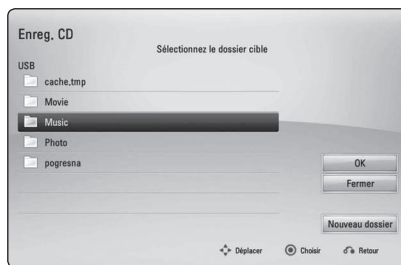 Enreg. CD
Sélectionnez le dossier cible
USB
cache.tmp
Movie
Music
Photo
pogresna
OK
Fermer
Nouveau dossier
Déplacer Choisir Retour